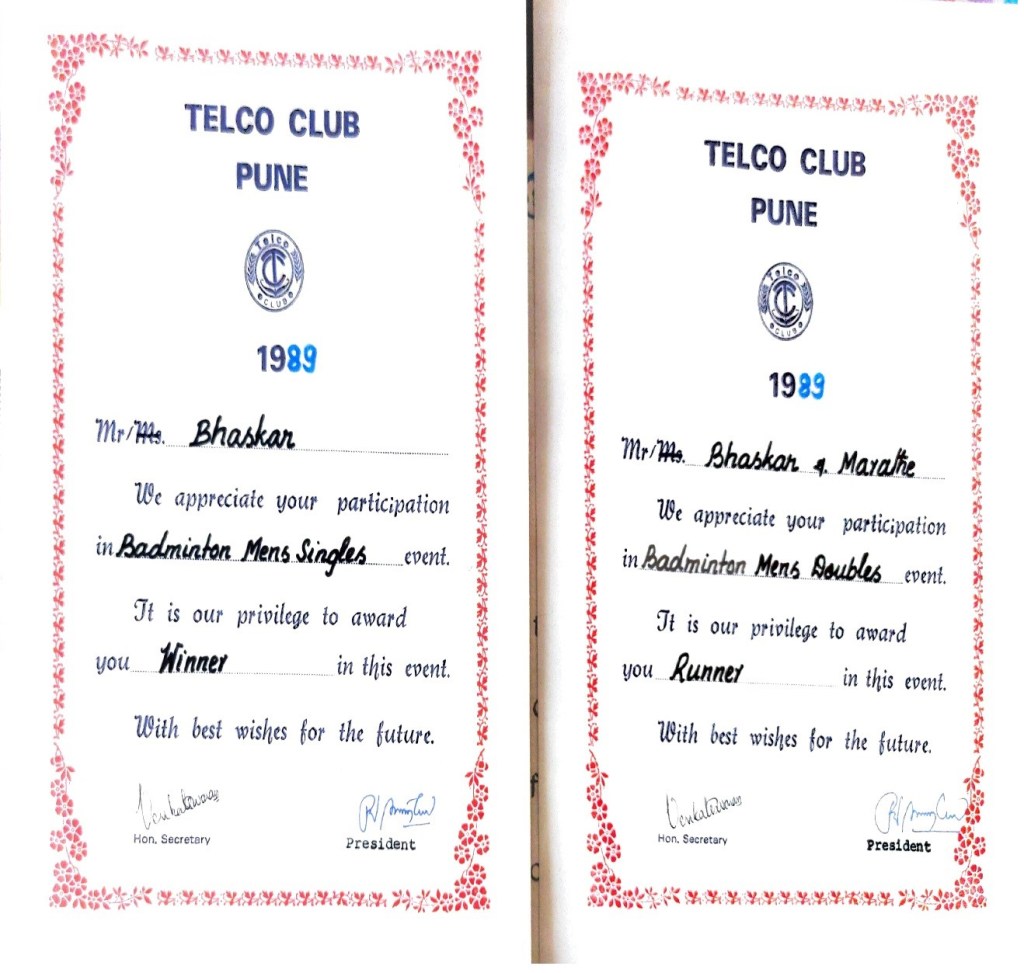 TELCO CLUB
PUNE
Telco
TC
CLUB
1989
Mr/Ms. Bhaskar
We appreciate your participation
in Badminton Mens Singles event.
It is our privilege to award
you Winner in this event.
With best wishes for the future.
Venkatraman
Hon. Secretary
President
TELCO CLUB
PUNE
Telco
TC
CLUB
1989
Mr/Ms. Bhaskar & Marathe
We appreciate your participation
in Badminton Mens Doubles event.
It is our privilege to award
you Runner in this event.
With best wishes for the future.
Venkatraman
Hon. Secretary
President